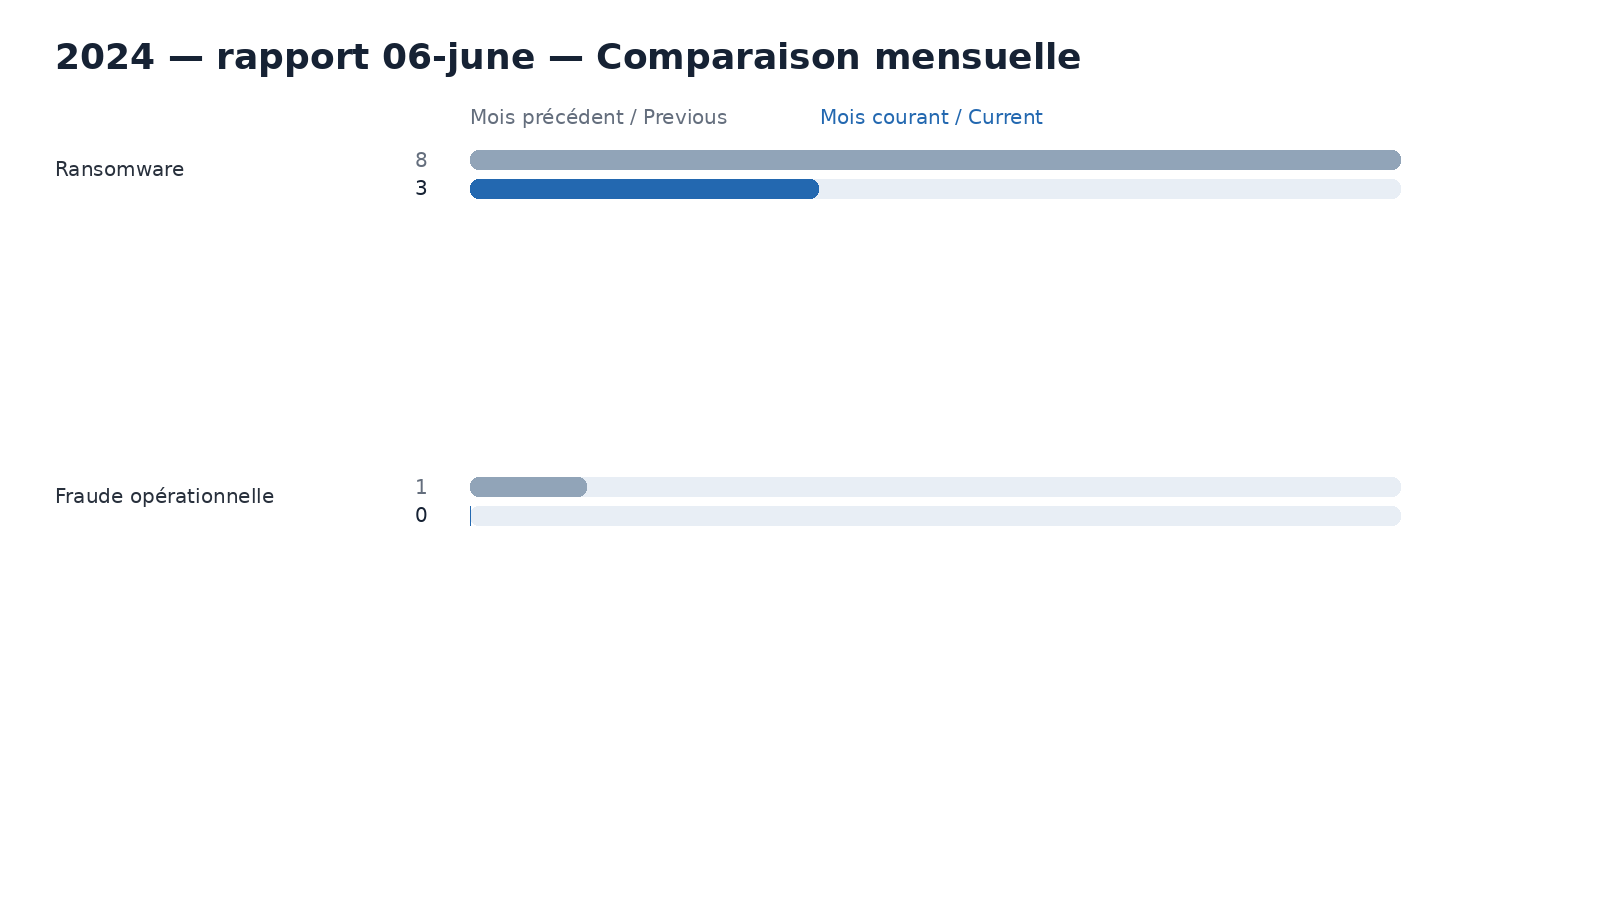 2024 — rapport 06-june — Comparaison mensuelle
Mois précédent / Previous Mois courant / Current
Ransomware
8
3
Fraude opérationnelle
1
0